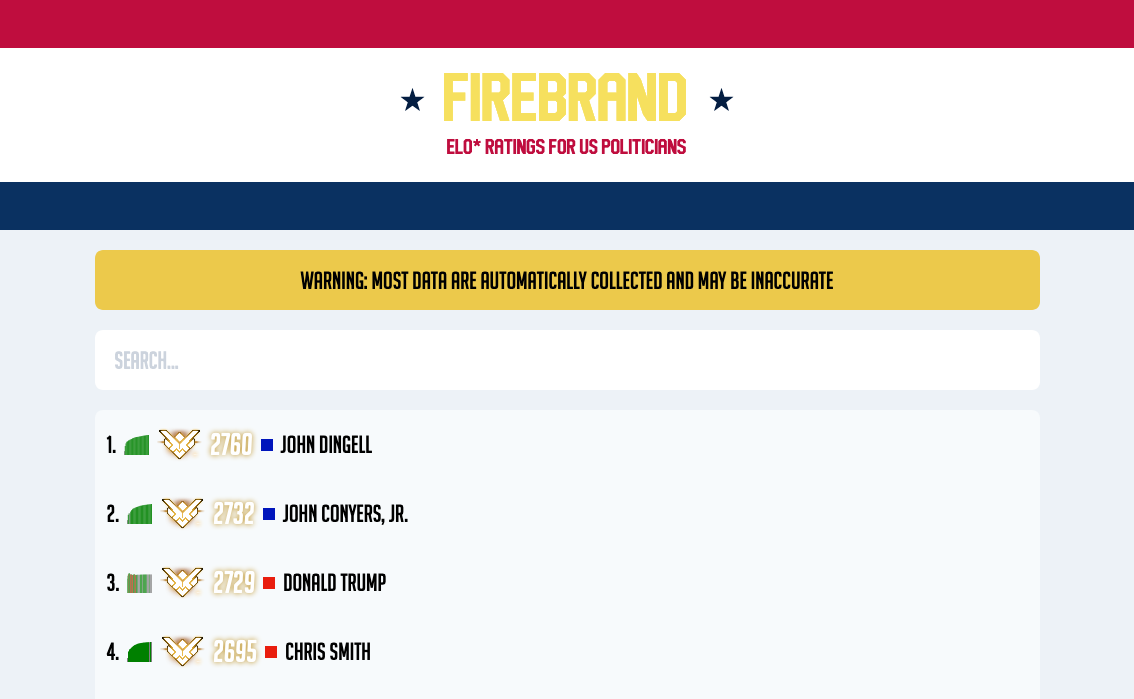 FIREBRAND
ELO* RATINGS FOR US POLITICIANS
WARNING: MOST DATA ARE AUTOMATICALLY COLLECTED AND MAY BE INACCURATE
SEARCH...
1. 2760 JOHN DINGELL
2. 2732 JOHN CONYERS, JR.
3. 2729 DONALD TRUMP
4. 2695 CHRIS SMITH